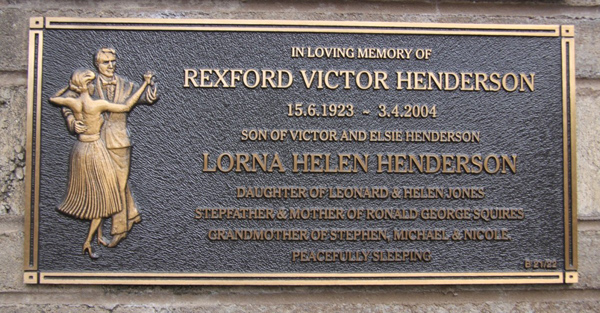 IN LOVING MEMORY OF
REXFORD VICTOR HENDERSON
15.6.1923 ~ 3.4.2004
SON OF VICTOR AND ELSIE HENDERSON
LORNA HELEN HENDERSON
DAUGHTER OF LEONARD & HELEN JONES
STEPFATHER & MOTHER OF RONALD GEORGE SQUIRES
GRANDMOTHER OF STEPHEN, MICHAEL & NICOLE
PEACEFULLY SLEEPING